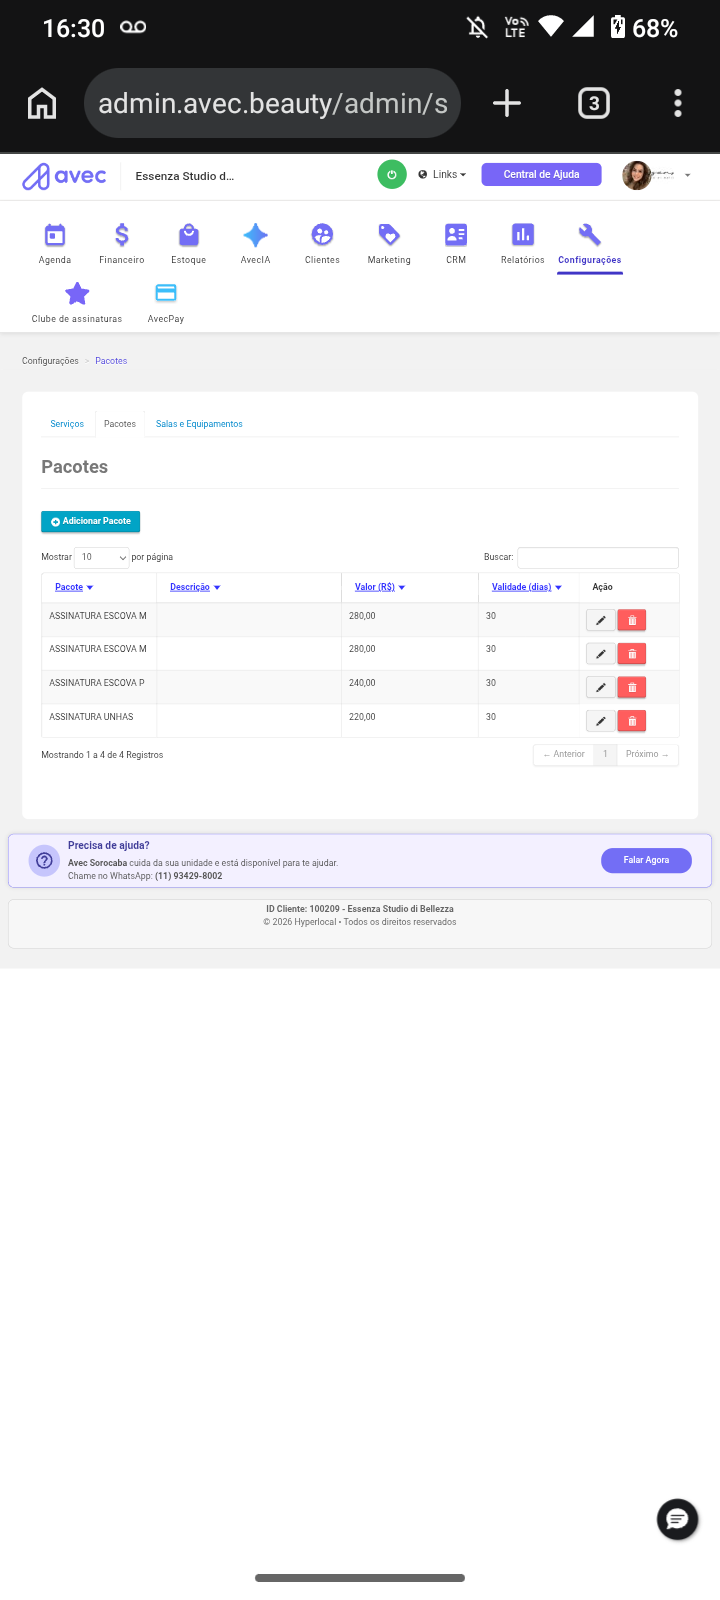 16:30
Vo LTE
68%
admin.avec.beauty/admin/s
3
avec
Essenza Studio d...
Links
Central de Ajuda
Agenda
Financeiro
Estoque
AvecIA
Clientes
Marketing
CRM
Relatórios
Configurações
Clube de assinaturas
AvecPay
Configurações > Pacotes
Serviços
Pacotes
Salas e Equipamentos
Pacotes
Adicionar Pacote
Mostrar 10 por página
Buscar:
Pacote Descrição Valor (R$) Validade (dias) Ação
ASSINATURA ESCOVA M 280,00 30
ASSINATURA ESCOVA M 280,00 30
ASSINATURA ESCOVA P 240,00 30
ASSINATURA UNHAS 220,00 30
Mostrando 1 a 4 de 4 Registros
← Anterior 1 Próximo →
Precisa de ajuda?
Avec Sorocaba cuida da sua unidade e está disponível para te ajudar.
Chame no WhatsApp: (11) 93429-8002
Falar Agora
ID Cliente: 100209 - Essenza Studio di Bellezza
© 2026 Hyperlocal • Todos os direitos reservados